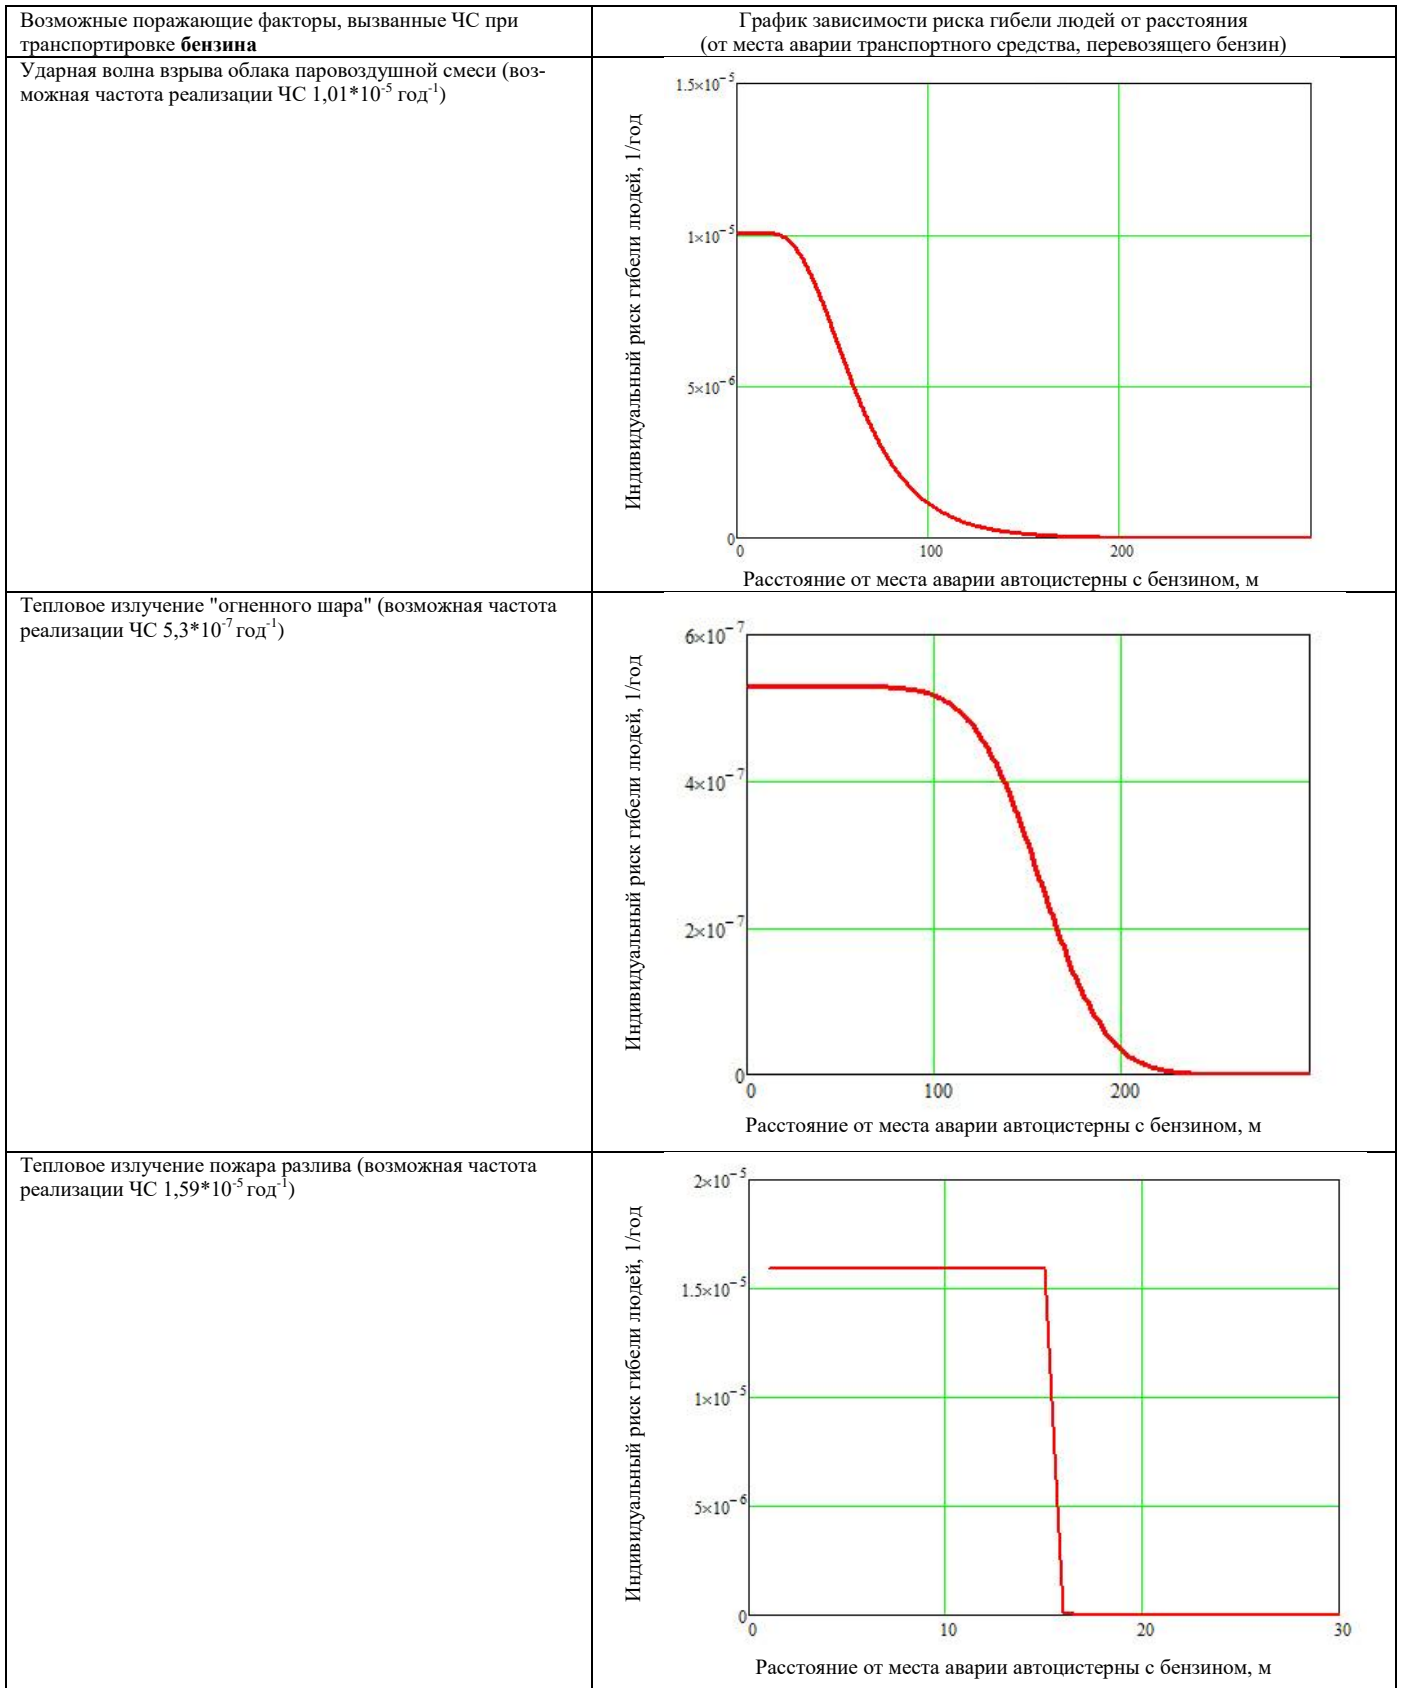 Возможные поражающие факторы, вызванные ЧС при
транспортировке бензина
График зависимости риска гибели людей от расстояния
(от места аварии транспортного средства, перевозящего бензин)
Ударная волна взрыва облака паровоздушной смеси (воз-
можная частота реализации ЧС 1,01*10⁻⁵ год⁻¹)
Индивидуальный риск гибели людей, 1/год
1.5×10⁻⁵
1×10⁻⁵
5×10⁻⁶
0
0 100 200
Расстояние от места аварии автоцистерны с бензином, м
Тепловое излучение "огненного шара" (возможная частота
реализации ЧС 5,3*10⁻⁷ год⁻¹)
Индивидуальный риск гибели людей, 1/год
6×10⁻⁷
4×10⁻⁷
2×10⁻⁷
0
0 100 200
Расстояние от места аварии автоцистерны с бензином, м
Тепловое излучение пожара разлива (возможная частота
реализации ЧС 1,59*10⁻⁵ год⁻¹)
Индивидуальный риск гибели людей, 1/год
2×10⁻⁵
1.5×10⁻⁵
1×10⁻⁵
5×10⁻⁶
0
0 10 20 30
Расстояние от места аварии автоцистерны с бензином, м